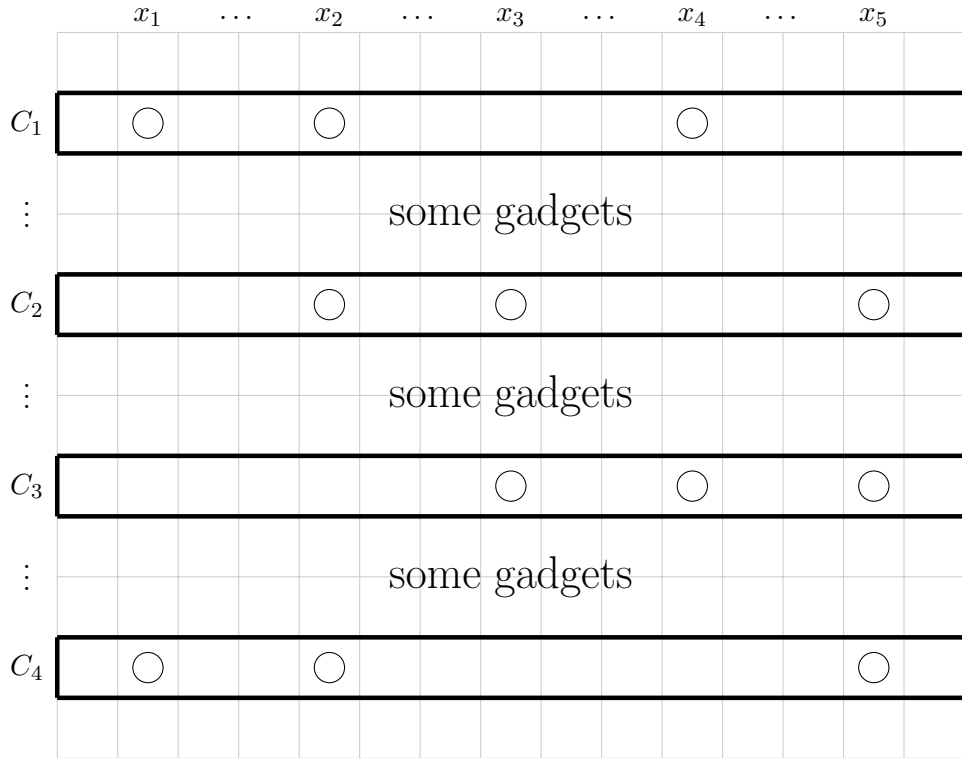 x₁ … x₂ … x₃ … x₄ … x₅
C₁
⋮ some gadgets
C₂
⋮ some gadgets
C₃
⋮ some gadgets
C₄